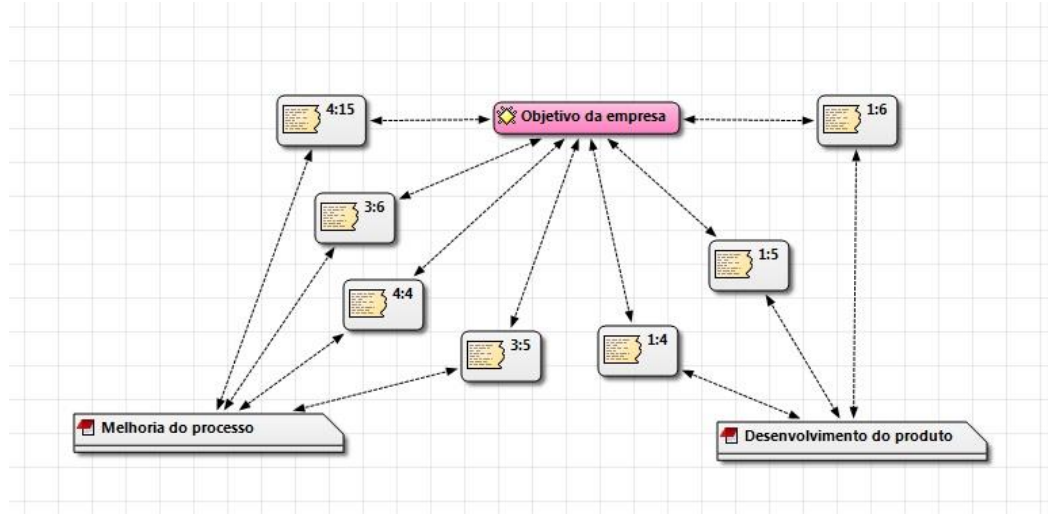 4:15
Objetivo da empresa
1:6
3:6
1:5
4:4
3:5
1:4
Melhoria do processo
Desenvolvimento do produto